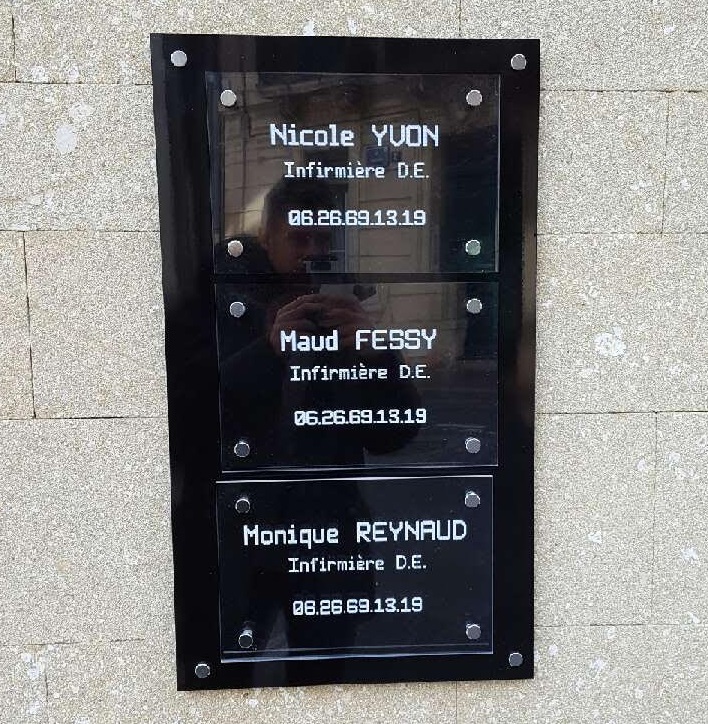 Nicole YVON
Infirmière D.E.
06.26.69.13.19
Maud FESSY
Infirmière D.E.
06.26.69.13.19
Monique REYNAUD
Infirmière D.E.
06.26.69.13.19